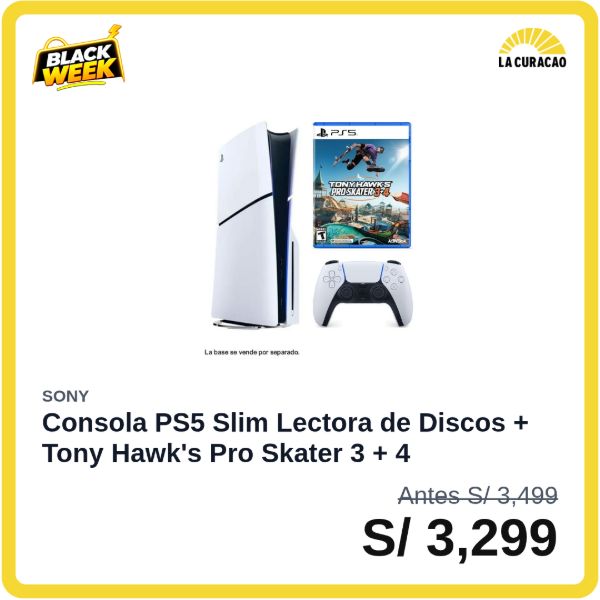 BLACK
WEEK
LA CURACAO
PS5
TONY HAWK'S
PRO SKATER 3+4
ACTIVISION
La base se vende por separado.
SONY
Consola PS5 Slim Lectora de Discos +
Tony Hawk's Pro Skater 3 + 4
Antes S/ 3,499
S/ 3,299